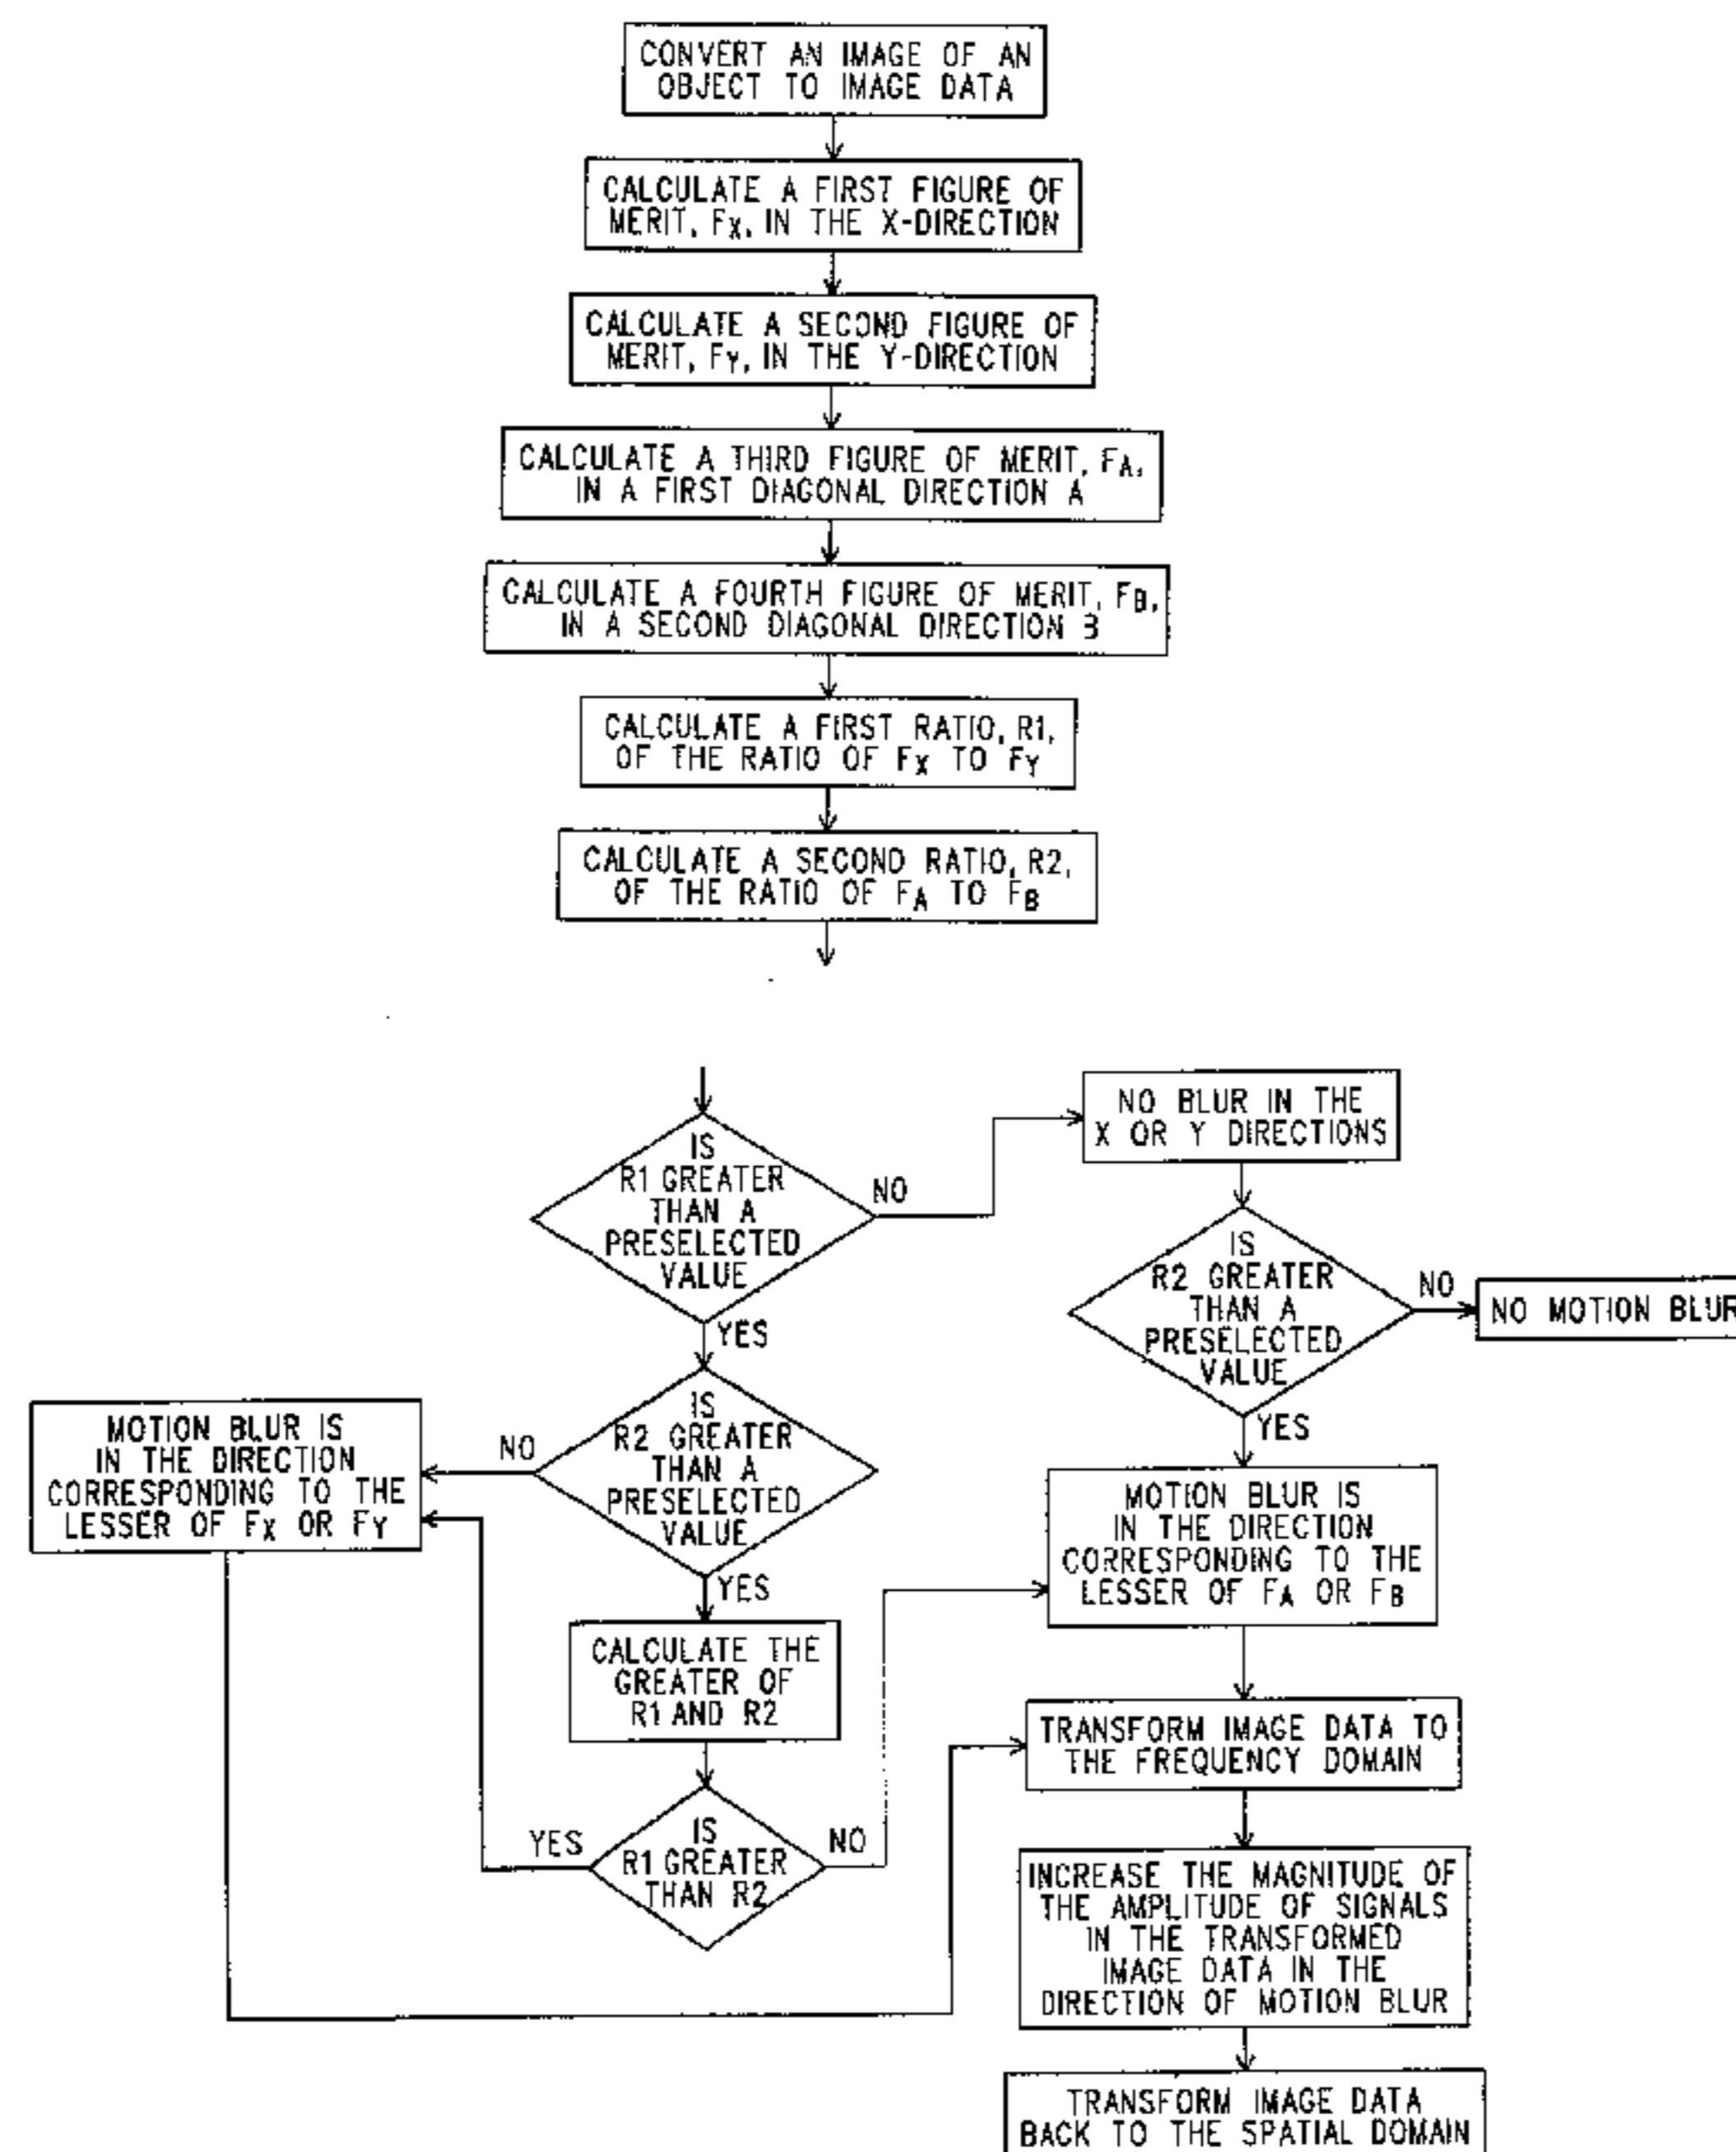 CONVERT AN IMAGE OF AN
OBJECT TO IMAGE DATA
CALCULATE A FIRST FIGURE OF
MERIT, FX, IN THE X-DIRECTION
CALCULATE A SECOND FIGURE OF
MERIT, FY, IN THE Y-DIRECTION
CALCULATE A THIRD FIGURE OF MERIT, FA,
IN A FIRST DIAGONAL DIRECTION A
CALCULATE A FOURTH FIGURE OF MERIT, FB,
IN A SECOND DIAGONAL DIRECTION B
CALCULATE A FIRST RATIO, R1,
OF THE RATIO OF FX TO FY
CALCULATE A SECOND RATIO, R2,
OF THE RATIO OF FA TO FB
IS
R1 GREATER
THAN A
PRESELECTED
VALUE
NO
YES
NO BLUR IN THE
X OR Y DIRECTIONS
IS
R2 GREATER
THAN A
PRESELECTED
VALUE
NO
YES
NO MOTION BLUR
IS
R2 GREATER
THAN A
PRESELECTED
VALUE
NO
YES
MOTION BLUR IS
IN THE DIRECTION
CORRESPONDING TO THE
LESSER OF FX OR FY
MOTION BLUR IS
IN THE DIRECTION
CORRESPONDING TO THE
LESSER OF FA OR FB
CALCULATE THE
GREATER OF
R1 AND R2
IS
R1 GREATER
THAN R2
YES
NO
TRANSFORM IMAGE DATA TO
THE FREQUENCY DOMAIN
INCREASE THE MAGNITUDE OF
THE AMPLITUDE OF SIGNALS
IN THE TRANSFORMED
IMAGE DATA IN THE
DIRECTION OF MOTION BLUR
TRANSFORM IMAGE DATA
BACK TO THE SPATIAL DOMAIN